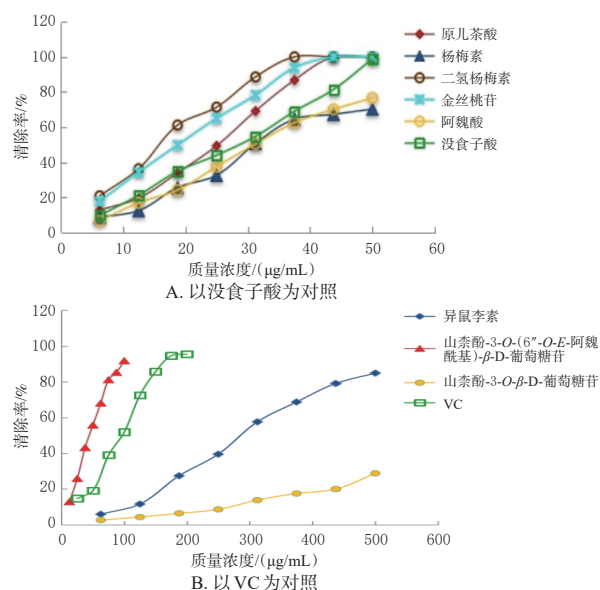 120
100
80
60
40
20
0
清除率/%
0 10 20 30 40 50 60
质量浓度/(μg/mL)
原儿茶酸
杨梅素
二氢杨梅素
金丝桃苷
阿魏酸
没食子酸
A. 以没食子酸为对照
120
100
80
60
40
20
0
清除率/%
0 100 200 300 400 500 600
质量浓度/(μg/mL)
异鼠李素
山柰酚-3-O-(6″-O-E-阿魏
酰基)-β-D-葡萄糖苷
山柰酚-3-O-β-D-葡萄糖苷
VC
B. 以VC为对照